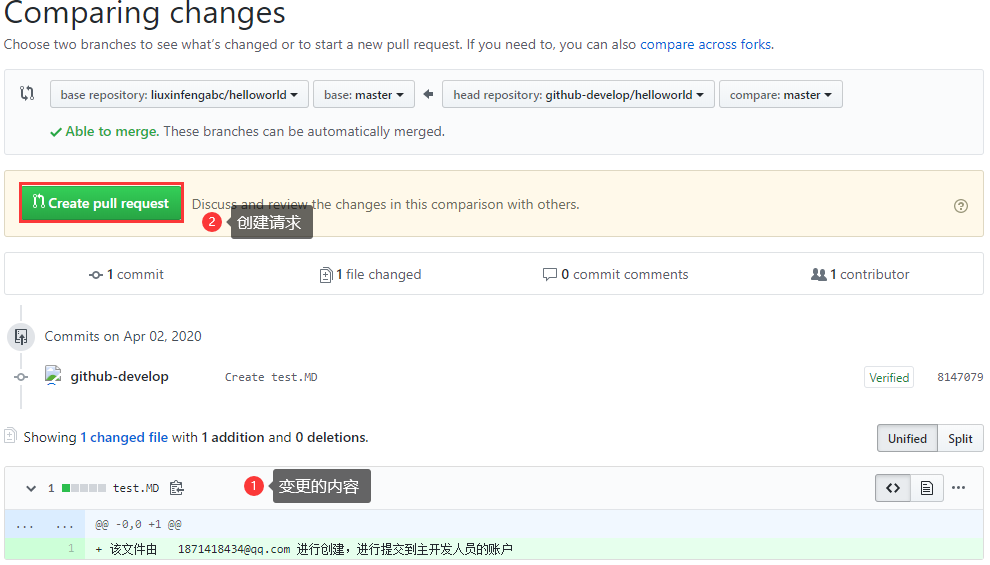 Comparing changes
Choose two branches to see what's changed or to start a new pull request. If you need to, you can also compare across forks.
base repository: liuxinfengabc/helloworld base: master head repository: github-develop/helloworld compare: master
Able to merge. These branches can be automatically merged.
Create pull request Discuss and review the changes in this comparison with others.
2 创建请求
1 commit 1 file changed 0 commit comments 1 contributor
Commits on Apr 02, 2020
github-develop Create test.MD Verified 8147079
Showing 1 changed file with 1 addition and 0 deletions. Unified Split
1 test.MD 1 变更的内容
... ... @@ -0,0 +1 @@
1 + 该文件由 1871418434@qq.com 进行创建，进行提交到主开发人员的账户